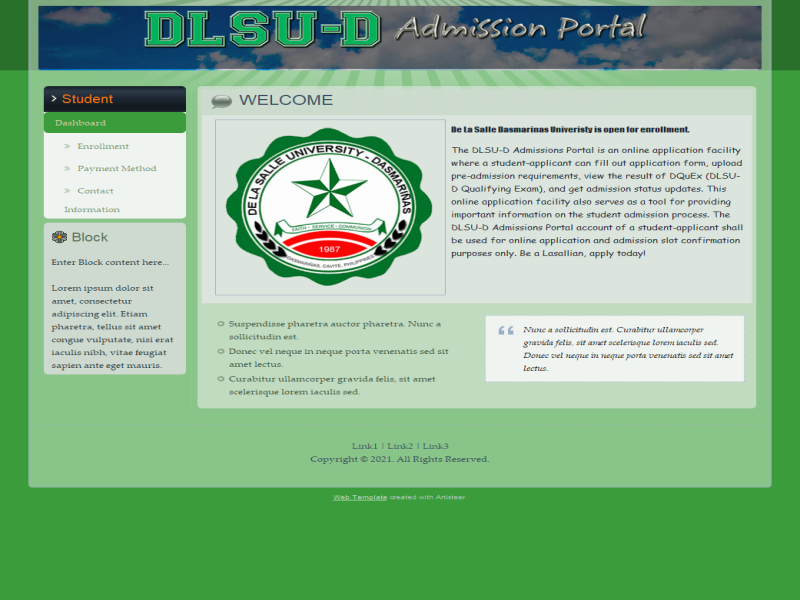 DLSU-D Admission Portal
Student
Dashboard
» Enrollment
» Payment Method
» Contact
Information
Block
Enter Block content here...
Lorem ipsum dolor sit
amet, consectetur
adipiscing elit. Etiam
pharetra, tellus sit amet
congue vulputate, nisi erat
iaculis nibh, vitae feugiat
sapien ante eget mauris.
WELCOME
DE LA SALLE UNIVERSITY - DASMARIÑAS
FAITH • SERVICE • COMMUNION
1987
DASMARIÑAS, CAVITE, PHILIPPINES
De La Salle Dasmarinas Univeristy is open for enrollment.
The DLSU-D Admissions Portal is an online application facility
where a student-applicant can fill out application form, upload
pre-admission requirements, view the result of DQuEx (DLSU-
D Qualifying Exam), and get admission status updates. This
online application facility also serves as a tool for providing
important information on the student admission process. The
DLSU-D Admissions Portal account of a student-applicant shall
be used for online application and admission slot confirmation
purposes only. Be a Lasallian, apply today!
Suspendisse pharetra auctor pharetra. Nunc a
sollicitudin est.
Donec vel neque in neque porta venenatis sed sit
amet lectus.
Curabitur ullamcorper gravida felis, sit amet
scelerisque lorem iaculis sed.
Nunc a sollicitudin est. Curabitur ullamcorper
gravida felis, sit amet scelerisque lorem iaculis sed.
Donec vel neque in neque porta venenatis sed sit amet
lectus.
Link1 | Link2 | Link3
Copyright © 2021. All Rights Reserved.
Web Template created with Artisteer.